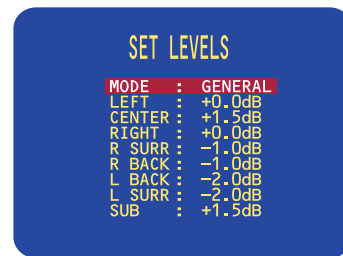 SET LEVELS
MODE : GENERAL
LEFT : +0.0dB
CENTER : +1.5dB
RIGHT : +0.0dB
R SURR : −1.0dB
R BACK : −1.0dB
L BACK : −2.0dB
L SURR : −2.0dB
SUB : +1.5dB